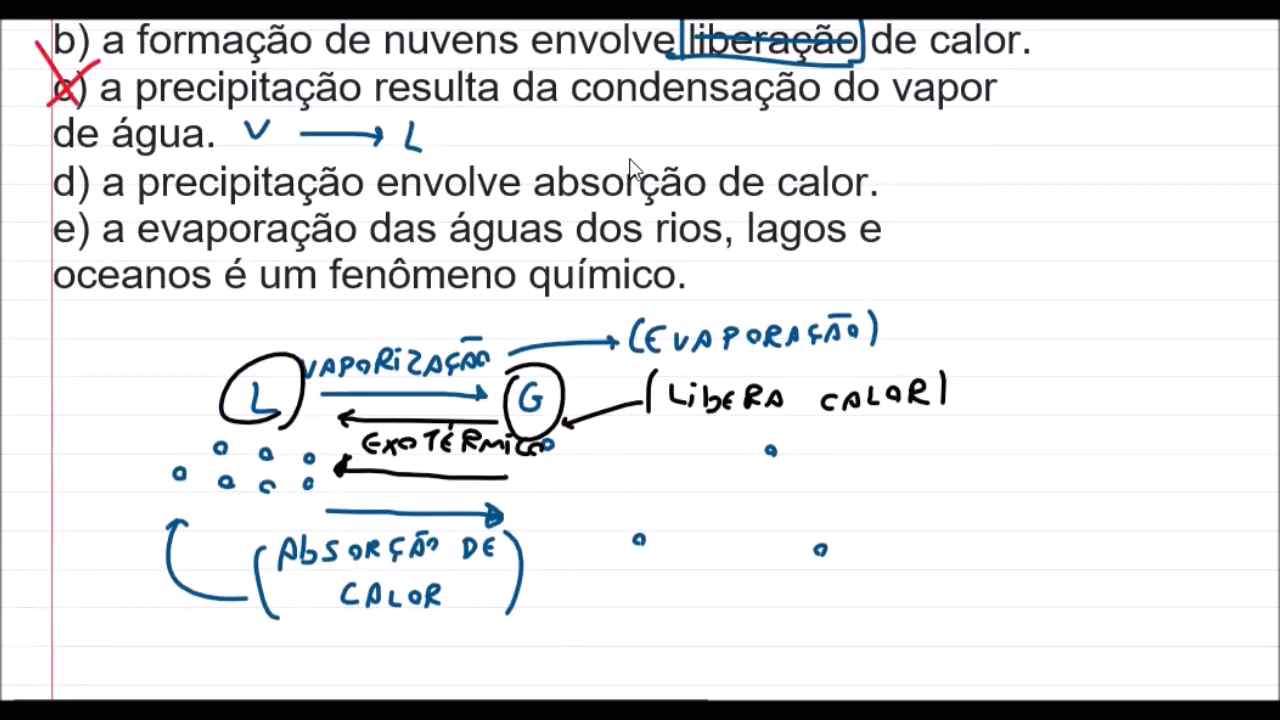 b) a formação de nuvens envolve liberação de calor.
c) a precipitação resulta da condensação do vapor
de água. V → L
d) a precipitação envolve absorção de calor.
e) a evaporação das águas dos rios, lagos e
oceanos é um fenômeno químico.
VAPORIZAÇÃO → (EVAPORAÇÃO)
L G (LIBERA CALOR)
EXOTÉRMICO
(ABSORÇÃO DE
CALOR)